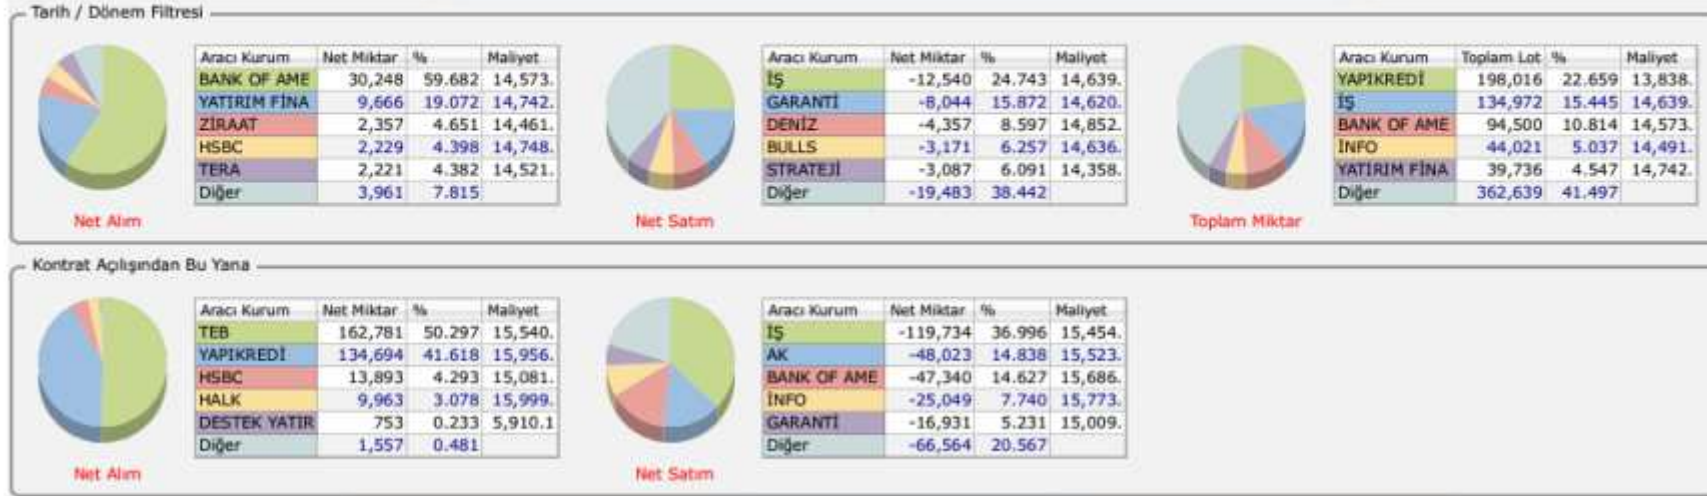 Tarih / Dönem Filtresi
Aracı Kurum Net Miktar % Maliyet
BANK OF AME 30,248 59.682 14,573.
YATIRIM FİNA 9,666 19.072 14,742.
ZİRAAT 2,357 4.651 14,461.
HSBC 2,229 4.398 14,748.
TERA 2,221 4.382 14,521.
Diğer 3,961 7.815
Net Alım
Aracı Kurum Net Miktar % Maliyet
İŞ -12,540 24.743 14,639.
GARANTİ -8,044 15.872 14,620.
DENİZ -4,357 8.597 14,852.
BULLS -3,171 6.257 14,636.
STRATEJİ -3,087 6.091 14,358.
Diğer -19,483 38.442
Net Satım
Aracı Kurum Toplam Lot % Maliyet
YAPIKREDİ 198,016 22.659 13,838.
İŞ 134,972 15.445 14,639.
BANK OF AME 94,500 10.814 14,573.
İNFO 44,021 5.037 14,491.
YATIRIM FİNA 39,736 4.547 14,742.
Diğer 362,639 41.497
Toplam Miktar
Kontrat Açılışından Bu Yana
Aracı Kurum Net Miktar % Maliyet
TEB 162,781 50.297 15,540.
YAPIKREDİ 134,694 41.618 15,956.
HSBC 13,893 4.293 15,081.
HALK 9,963 3.078 15,999.
DESTEK YATIR 753 0.233 5,910.1
Diğer 1,557 0.481
Net Alım
Aracı Kurum Net Miktar % Maliyet
İŞ -119,734 36.996 15,454.
AK -48,023 14.838 15,523.
BANK OF AME -47,340 14.627 15,686.
İNFO -25,049 7.740 15,773.
GARANTİ -16,931 5.231 15,009.
Diğer -66,564 20.567
Net Satım